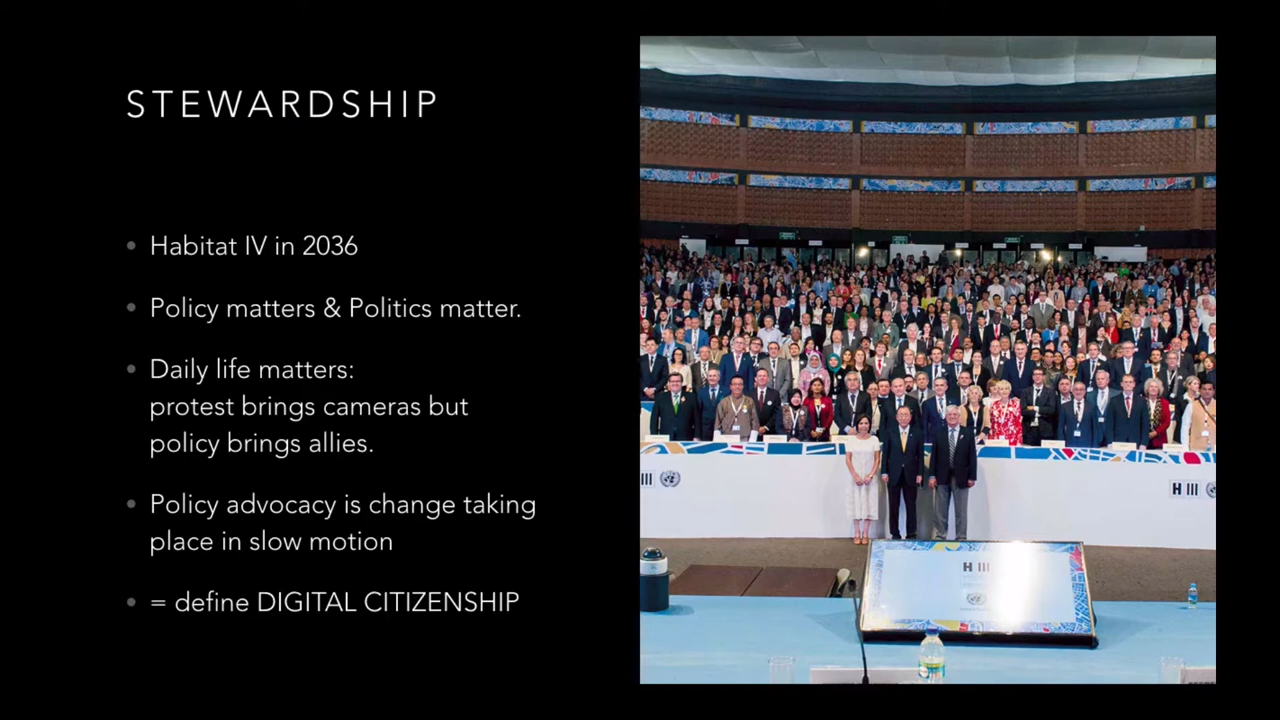 STEWARDSHIP
Habitat IV in 2036
Policy matters & Politics matter.
Daily life matters:
protest brings cameras but
policy brings allies.
Policy advocacy is change taking
place in slow motion
= define DIGITAL CITIZENSHIP
III
H III
H III